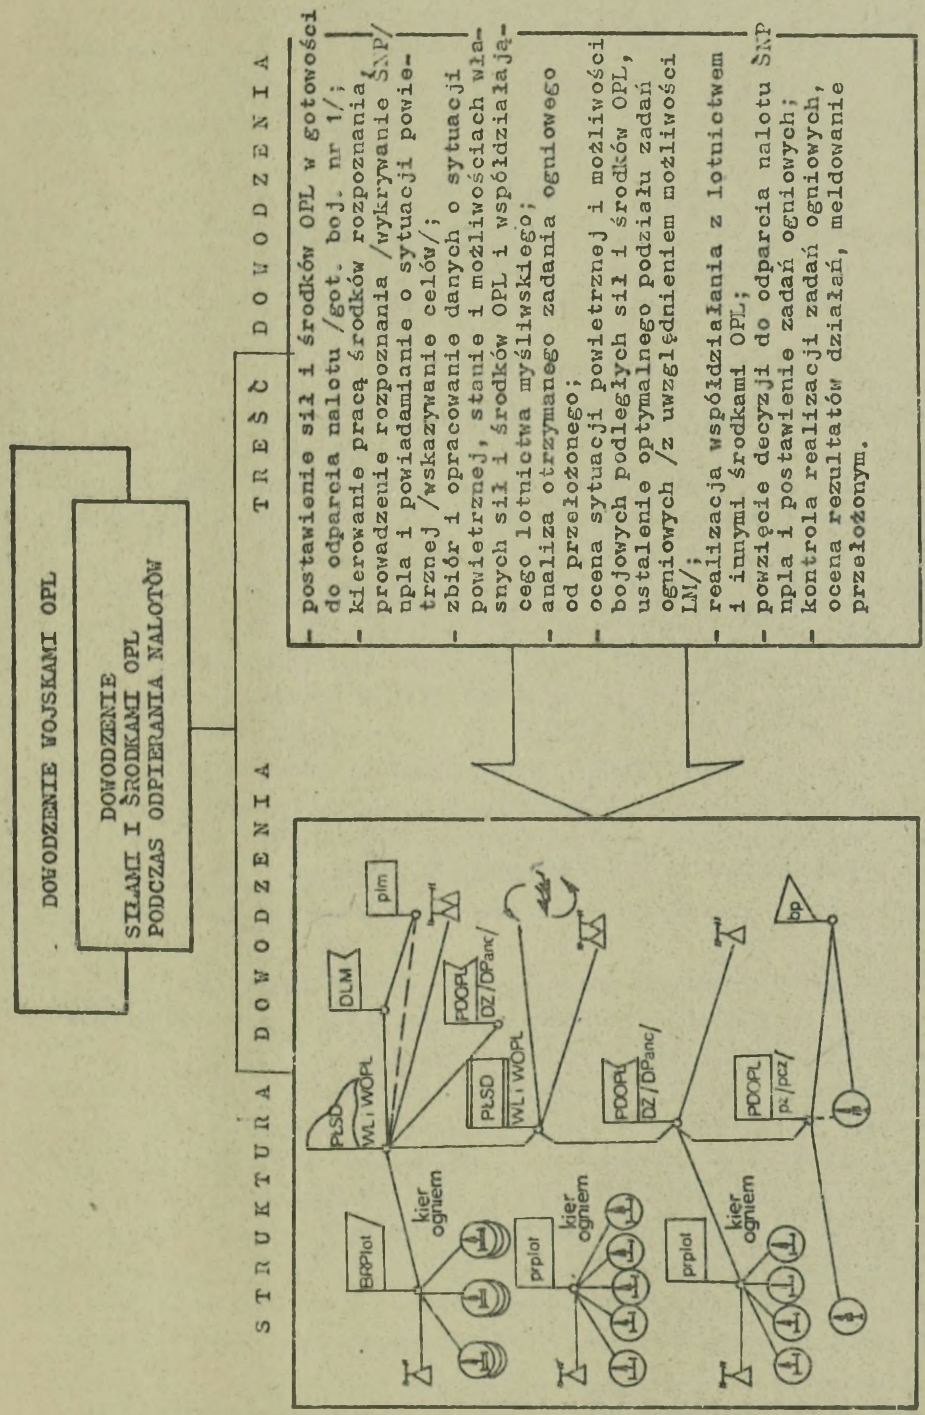 DOWODZENIE WOJSKAMI OPL
DOWODZENIE
SIŁAMI I ŚRODKAMI OPL
PODCZAS ODPIERANIA NALOTÓW
STRUKTURA DOWODZENIA
TREŚĆ DOWODZENIA
PŁSD
WL i WOPL
DLM
plm
BRPlot
kier
ogniem
PDOPL
DZ/DPanc/
PŁSD
WL i WOPL
prplot
kier
ogniem
PDOPL
DZ/DPanc/
prplot
kier
ogniem
PDOPL
pz/pcz/
bp
- postawienie sił i środków OPL w gotowości
do odparcia nalotu /got. boj. nr 1/;
- kierowanie pracą środków rozpoznania,
prowadzenie rozpoznania /wykrywanie ŚNP/
npla i powiadamianie o sytuacji powie-
trznej /wskazywanie celów/;
- zbiór i opracowanie danych o sytuacji
powietrznej, stanie i możliwościach wła-
snych sił i środków OPL i współdziałają-
cego lotnictwa myśliwskiego;
- analiza otrzymanego zadania ogniowego
od przełożonego;
- ocena sytuacji powietrznej i możliwości
bojowych podległych sił i środków OPL,
ustalenie optymalnego podziału zadań
ogniowych /z uwzględnieniem możliwości
LM/;
- realizacja współdziałania z lotnictwem
i innymi środkami OPL;
- powzięcie decyzji do odparcia nalotu ŚNP
npla i postawienie zadań ogniowych;
- kontrola realizacji zadań ogniowych,
ocena rezultatów działań, meldowanie
przełożonym.